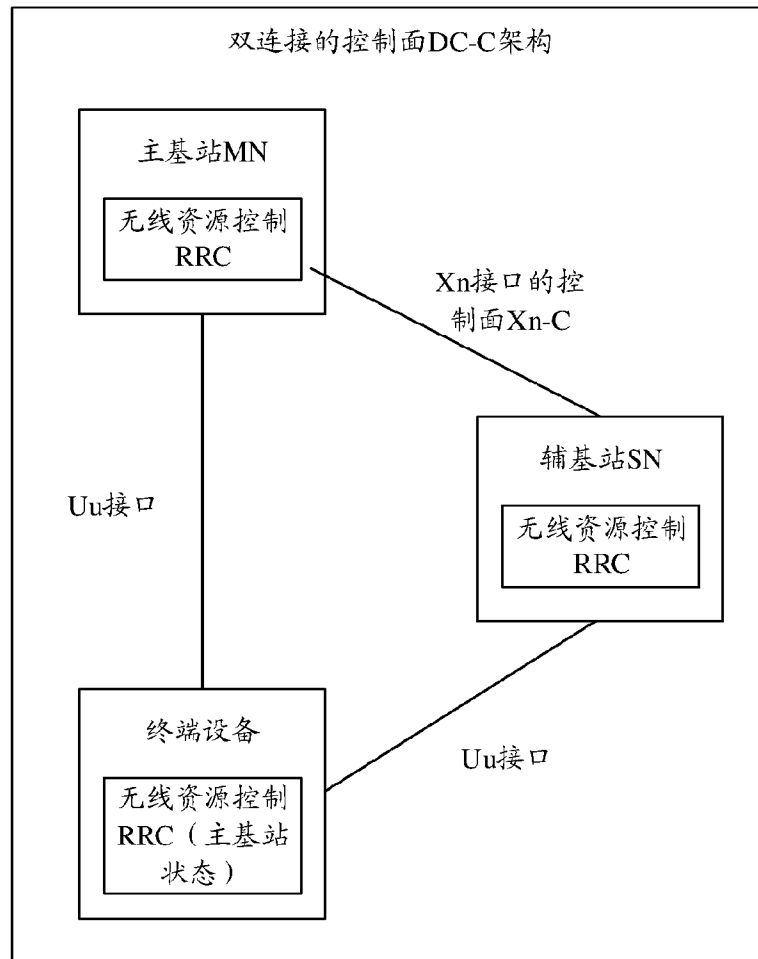 双连接的控制面DC-C架构
主基站MN
无线资源控制
RRC
Xn接口的控
制面Xn-C
辅基站SN
无线资源控制
RRC
Uu接口
终端设备
无线资源控制
RRC（主基站
状态）
Uu接口